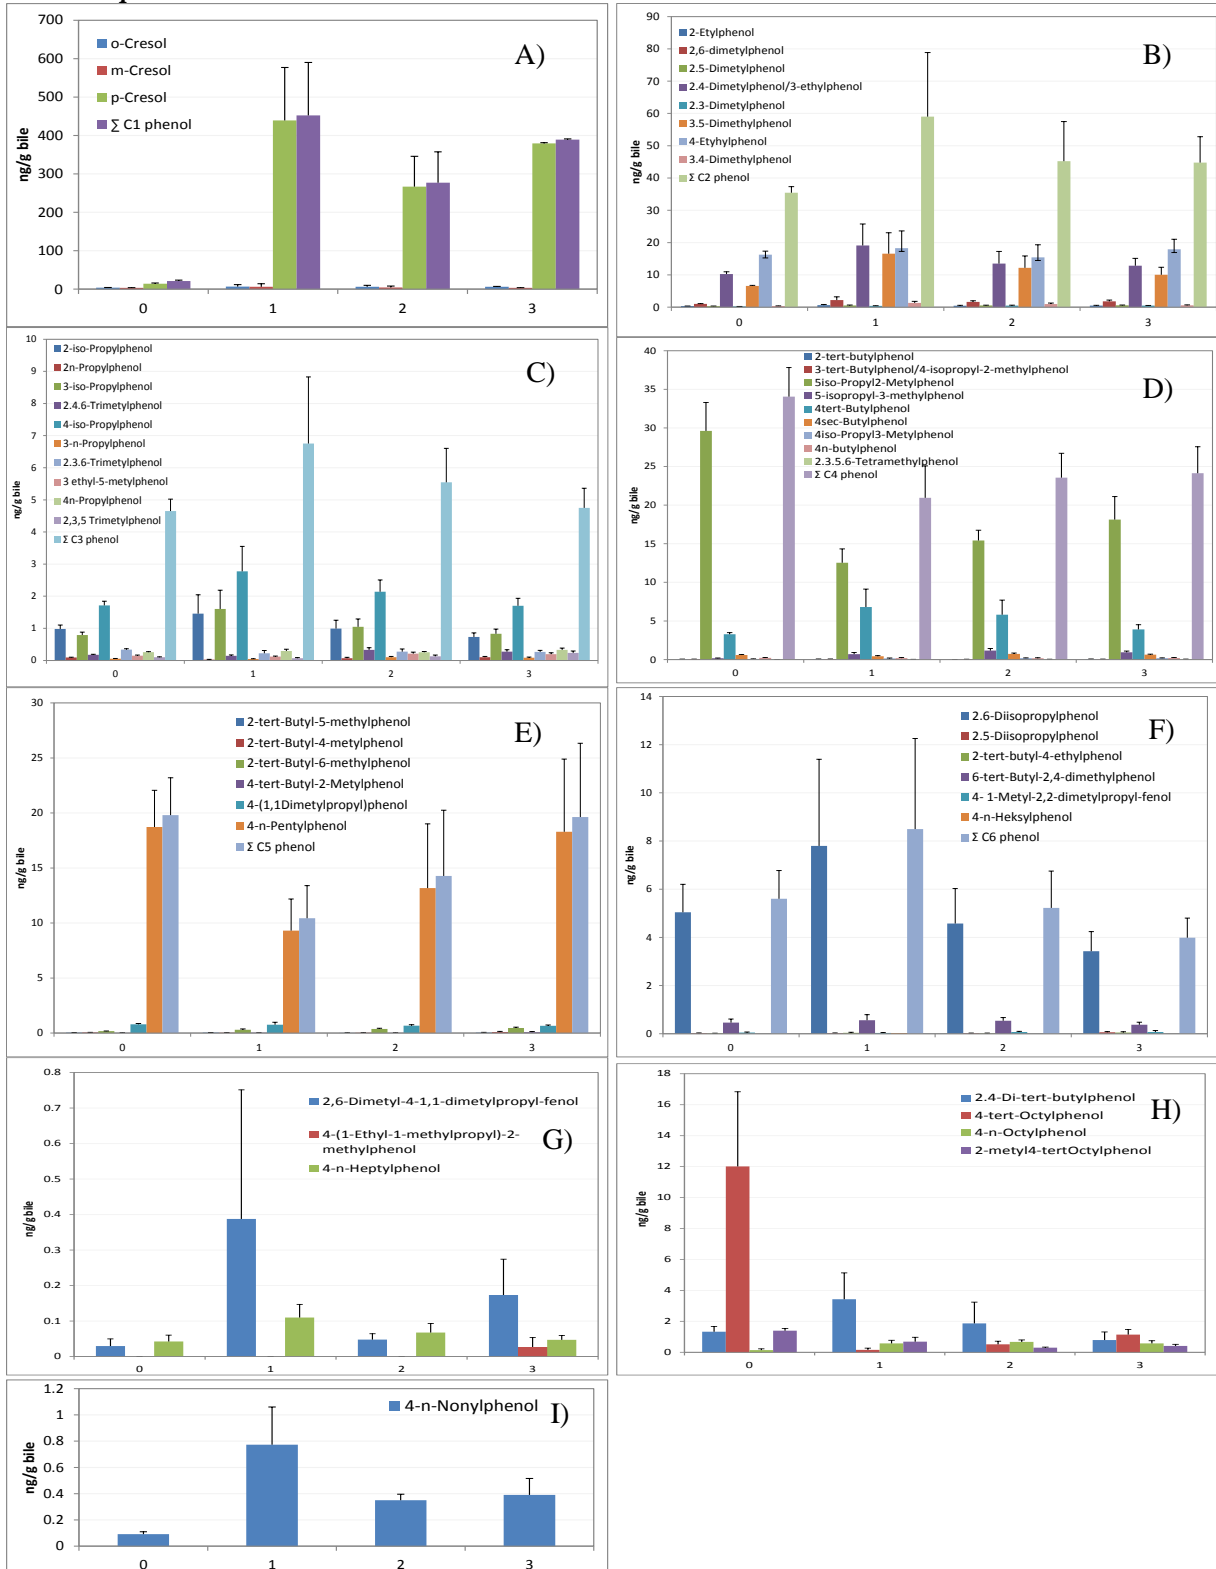 A)
700
600
500
400
300
200
100
0
ng/g bile
o-Cresol
m-Cresol
p-Cresol
∑ C1 phenol
0 1 2 3
B)
90
80
70
60
50
40
30
20
10
0
ng/g bile
2-Etylphenol
2,6-dimetylphenol
2.5-Dimetylphenol
2.4-Dimetylphenol/3-ethylphenol
2.3-Dimetylphenol
3.5-Dimethylphenol
4-Etyhylphenol
3.4-Dimethylphenol
Σ C2 phenol
0 1 2 3
C)
10
9
8
7
6
5
4
3
2
1
0
ng/g bile
2-iso-Propylphenol
2n-Propylphenol
3-iso-Propylphenol
2.4.6-Trimetylphenol
4-iso-Propylphenol
3-n-Propylphenol
2.3.6-Trimetylphenol
3 ethyl-5-metylphenol
4n-Propylphenol
2,3,5 Trimetylphenol
Σ C3 phenol
0 1 2 3
D)
40
35
30
25
20
15
10
5
0
ng/g bile
2-tert-butylphenol
3-tert-Butylphenol/4-isopropyl-2-methylphenol
5iso-Propyl2-Metylphenol
5-isopropyl-3-methylphenol
4tert-Butylphenol
4sec-Butylphenol
4iso-Propyl3-Metylphenol
4n-butylphenol
2.3.5.6-Tetramethylphenol
Σ C4 phenol
0 1 2 3
E)
30
25
20
15
10
5
0
ng/g bile
2-tert-Butyl-5-methylphenol
2-tert-Butyl-4-metylphenol
2-tert-Butyl-6-methylphenol
4-tert-Butyl-2-Metylphenol
4-(1,1Dimetylpropyl)phenol
4-n-Pentylphenol
Σ C5 phenol
0 1 2 3
F)
14
12
10
8
6
4
2
0
ng/g bile
2.6-Diisopropylphenol
2.5-Diisopropylphenol
2-tert-butyl-4-ethylphenol
6-tert-Butyl-2,4-dimethylphenol
4- 1-Metyl-2,2-dimetylpropyl-fenol
4-n-Heksylphenol
Σ C6 phenol
0 1 2 3
G)
0.8
0.7
0.6
0.5
0.4
0.3
0.2
0.1
0
ng/g bile
2,6-Dimetyl-4-1,1-dimetylpropyl-fenol
4-(1-Ethyl-1-methylpropyl)-2-
methylphenol
4-n-Heptylphenol
0 1 2 3
H)
18
16
14
12
10
8
6
4
2
0
ng/g bile
2.4-Di-tert-butylphenol
4-tert-Octylphenol
4-n-Octylphenol
2-metyl4-tertOctylphenol
0 1 2 3
I)
1.2
1
0.8
0.6
0.4
0.2
0
ng/g bile
4-n-Nonylphenol
0 1 2 3